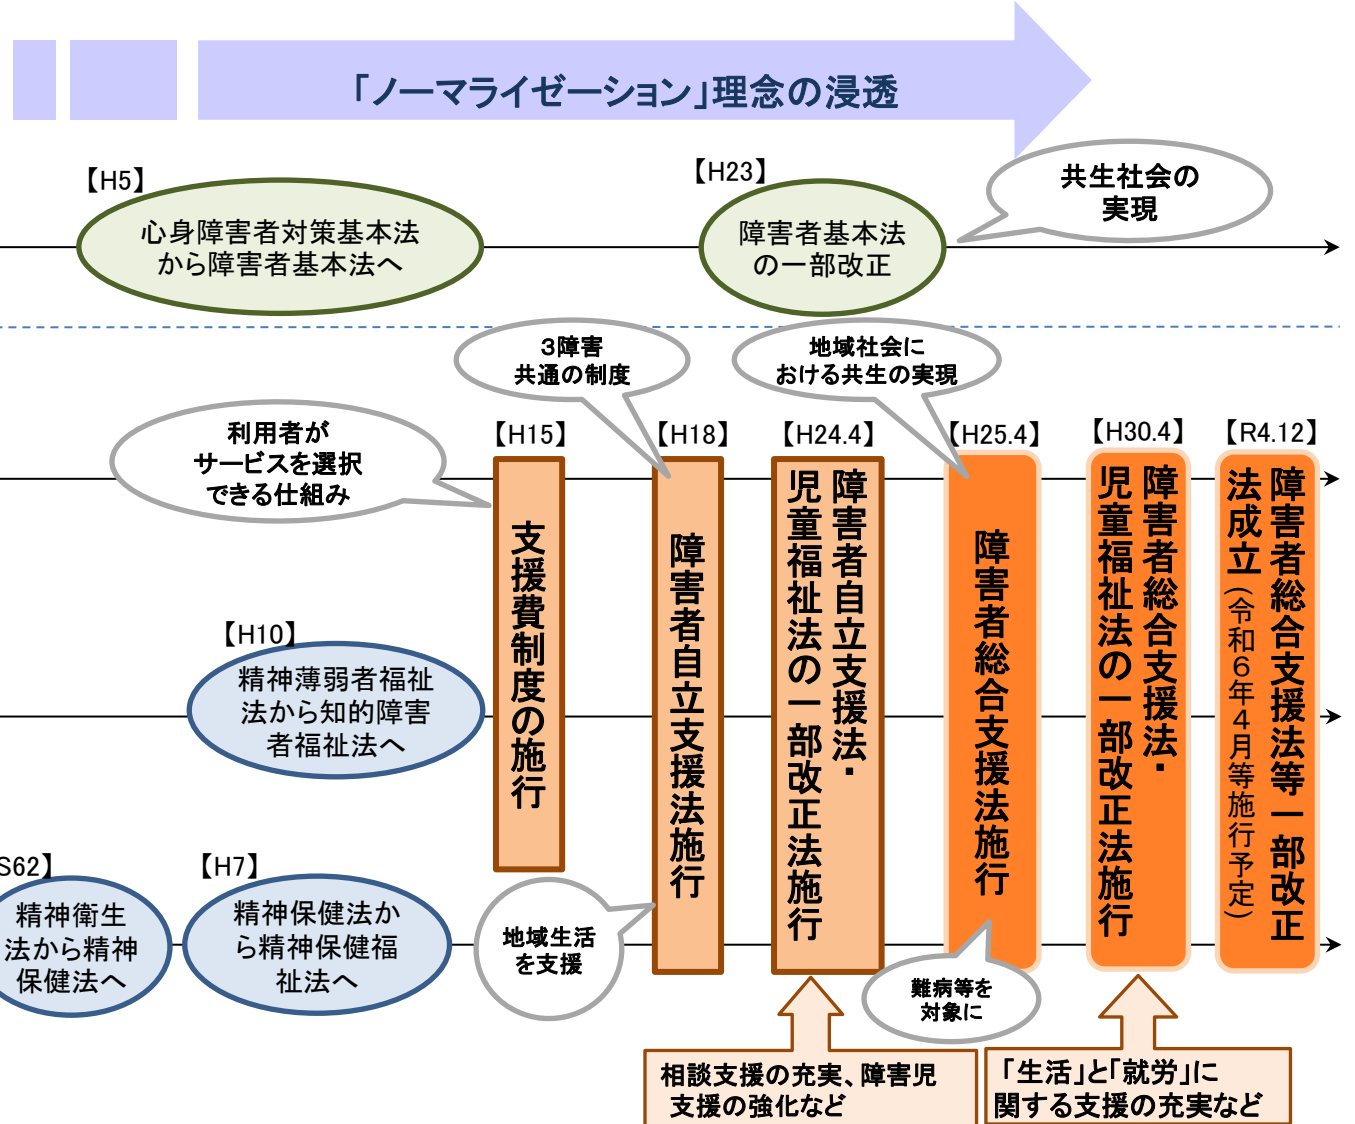 「ノーマライゼーション」理念の浸透
【H5】
心身障害者対策基本法
から障害者基本法へ
【H23】
障害者基本法
の一部改正
共生社会の
実現
3障害
共通の制度
地域社会に
おける共生の実現
利用者が
サービスを選択
できる仕組み
【H15】
支援費制度の施行
【H18】
障害者自立支援法施行
【H24.4】
障害者自立支援法・
児童福祉法の一部改正法施行
【H25.4】
障害者総合支援法施行
【H30.4】
障害者総合支援法・
児童福祉法の一部改正法施行
【R4.12】
障害者総合支援法等一部改正
法成立(令和6年4月等施行予定)
【H10】
精神薄弱者福祉
法から知的障害
者福祉法へ
S62】
精神衛生
法から精神
保健法へ
【H7】
精神保健法か
ら精神保健福
祉法へ
地域生活
を支援
難病等を
対象に
相談支援の充実、障害児
支援の強化など
「生活」と「就労」に
関する支援の充実など